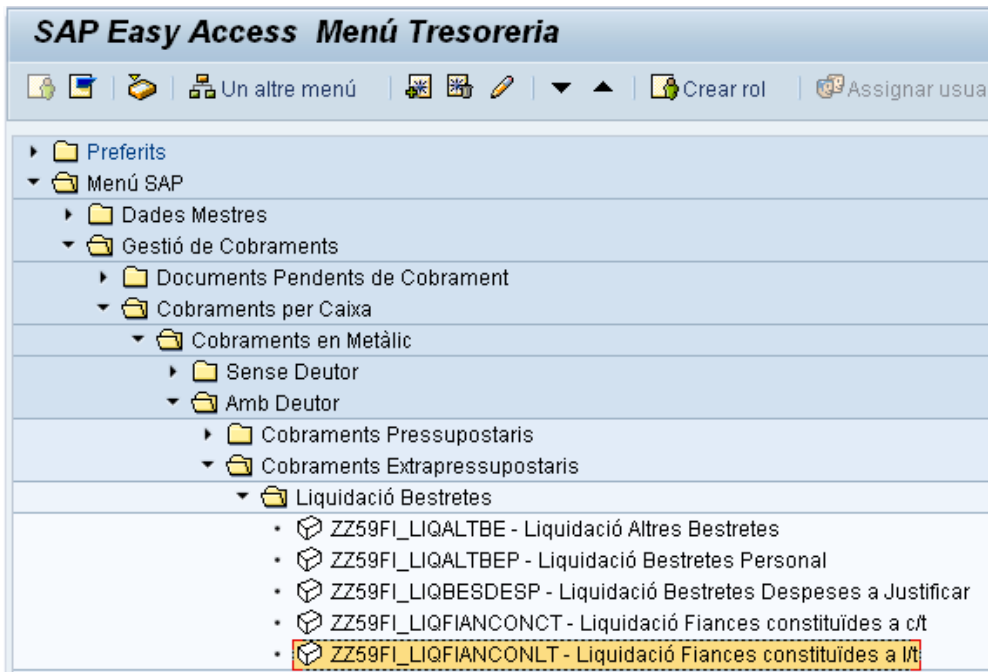 SAP Easy Access Menú Tresoreria
Un altre menú Crear rol Assignar usua
Preferits
Menú SAP
Dades Mestres
Gestió de Cobraments
Documents Pendents de Cobrament
Cobraments per Caixa
Cobraments en Metàlic
Sense Deutor
Amb Deutor
Cobraments Pressupostaris
Cobraments Extrapressupostaris
Liquidació Bestretes
ZZ59FI_LIQALTBE - Liquidació Altres Bestretes
ZZ59FI_LIQALTBEP - Liquidació Bestretes Personal
ZZ59FI_LIQBESDESP - Liquidació Bestretes Despeses a Justificar
ZZ59FI_LIQFIANCONCT - Liquidació Fiances constituïdes a c/t
ZZ59FI_LIQFIANCONLT - Liquidació Fiances constituïdes a l/t